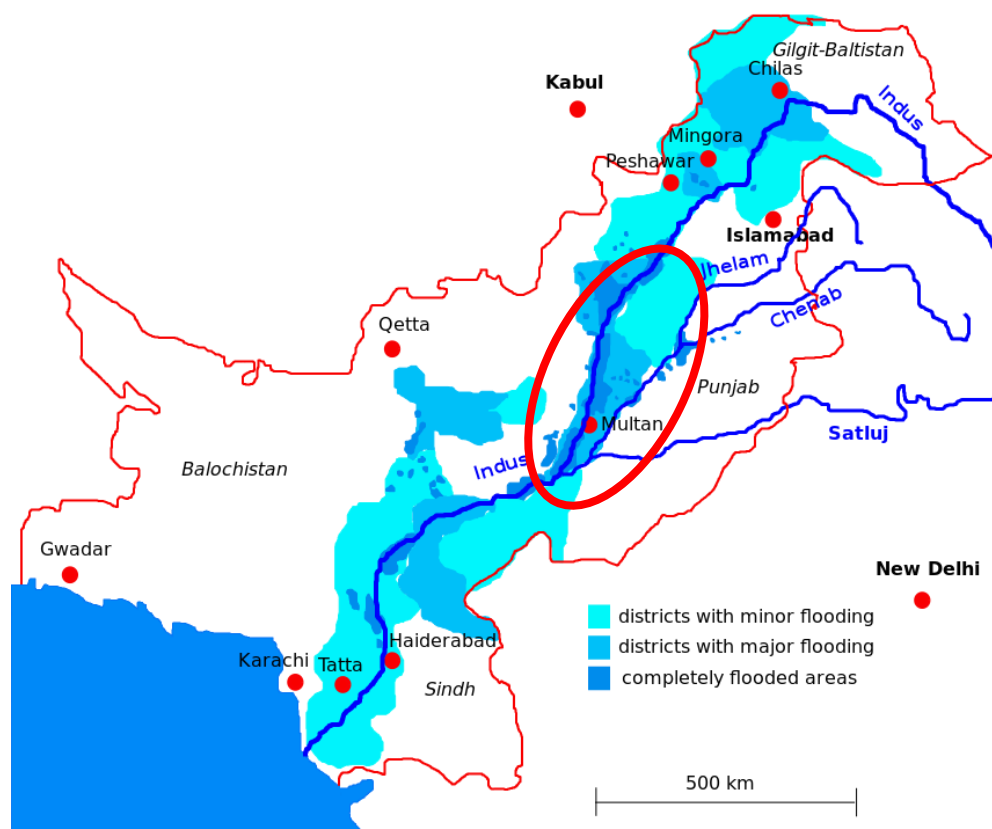 Gilgit-Baltistan
Chilas
Kabul
Indus
Mingora
Peshawar
Islamabad
Jhelam
Chenab
Qetta
Punjab
Multan
Satluj
Indus
Balochistan
Gwadar
New Delhi
districts with minor flooding
districts with major flooding
completely flooded areas
Haiderabad
Karachi
Tatta
Sindh
500 km